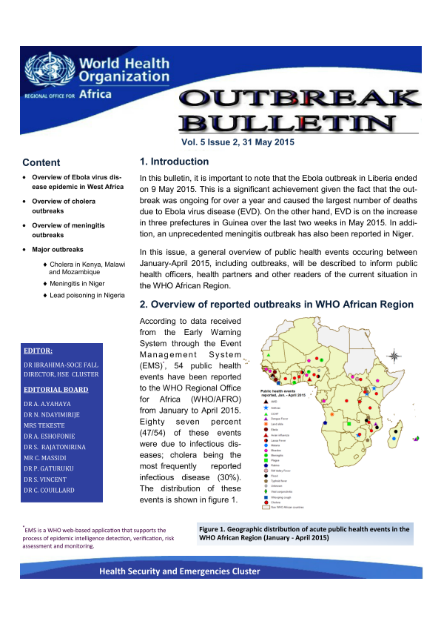 World Health
Organization
REGIONAL OFFICE FOR Africa
OUTBREAK
BULLETIN
Vol. 5 Issue 2, 31 May 2015
Content
• Overview of Ebola virus dis-
ease epidemic in West Africa
• Overview of cholera
outbreaks
• Overview of meningitis
outbreaks
• Major outbreaks
♦ Cholera in Kenya, Malawi
and Mozambique
♦ Meningitis in Niger
♦ Lead poisoning in Nigeria
EDITOR:
DR IBRAHIMA-SOCE FALL
DIRECTOR, HSE CLUSTER
EDITORIAL BOARD
DR A. A.YAHAYA
DR N. NDAYIMIRIJE
MRS TEKESTE
DR A. ESHOFONIE
DR S. RAJATONIRINA
MR C. MASSIDI
DR P. GATURUKU
DR S. VINCENT
DR C. COUILLARD
1. Introduction
In this bulletin, it is important to note that the Ebola outbreak in Liberia ended
on 9 May 2015. This is a significant achievement given the fact that the out-
break was ongoing for over a year and caused the largest number of deaths
due to Ebola virus disease (EVD). On the other hand, EVD is on the increase
in three prefectures in Guinea over the last two weeks in May 2015. In addi-
tion, an unprecedented meningitis outbreak has also been reported in Niger.
In this issue, a general overview of public health events occuring between
January-April 2015, including outbreaks, will be described to inform public
health officers, health partners and other readers of the current situation in
the WHO African Region.
2. Overview of reported outbreaks in WHO African Region
According to data received
from the Early Warning
System through the Event
Management System
(EMS)*, 54 public health
events have been reported
to the WHO Regional Office
for Africa (WHO/AFRO)
from January to April 2015.
Eighty seven percent
(47/54) of these events
were due to infectious dis-
eases; cholera being the
most frequently reported
infectious disease (30%).
The distribution of these
events is shown in figure 1.
Public health events
reported, Jan. - April 2015
Figure 1. Geographic distribution of acute public health events in the
WHO African Region (January - April 2015)
*EMS is a WHO web-based application that supports the
process of epidemic intelligence detection, verification, risk
assessment and monitoring.
Health Security and Emergencies Cluster